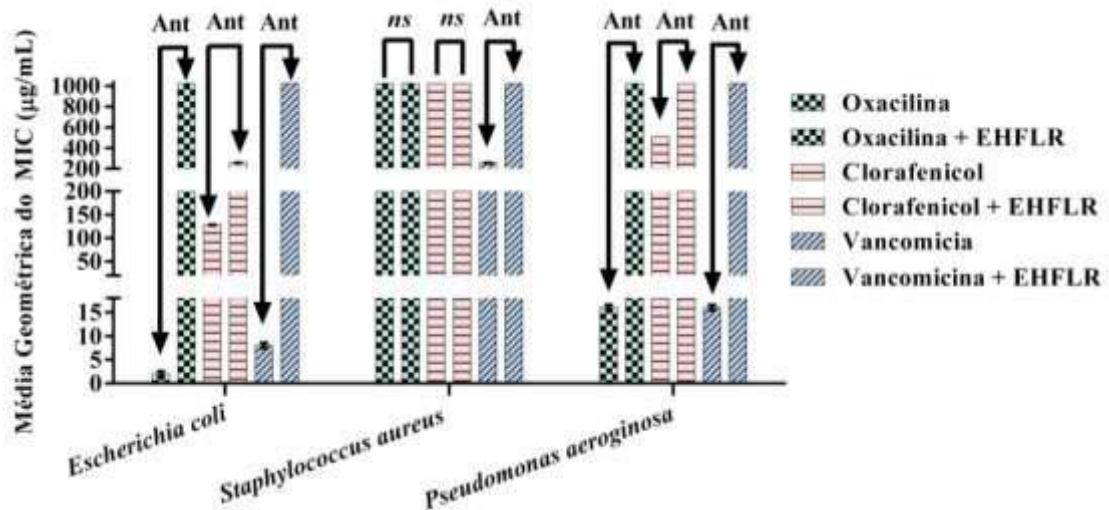 Ant Ant Ant ns ns Ant Ant Ant Ant
Média Geométrica do MIC (µg/mL)
1000
800
600
400
200
200
150
100
50
15
10
5
0
Escherichia coli
Staphylococcus aureus
Pseudomonas aeroginosa
Oxacilina
Oxacilina + EHFLR
Clorafenicol
Clorafenicol + EHFLR
Vancomicia
Vancomicina + EHFLR